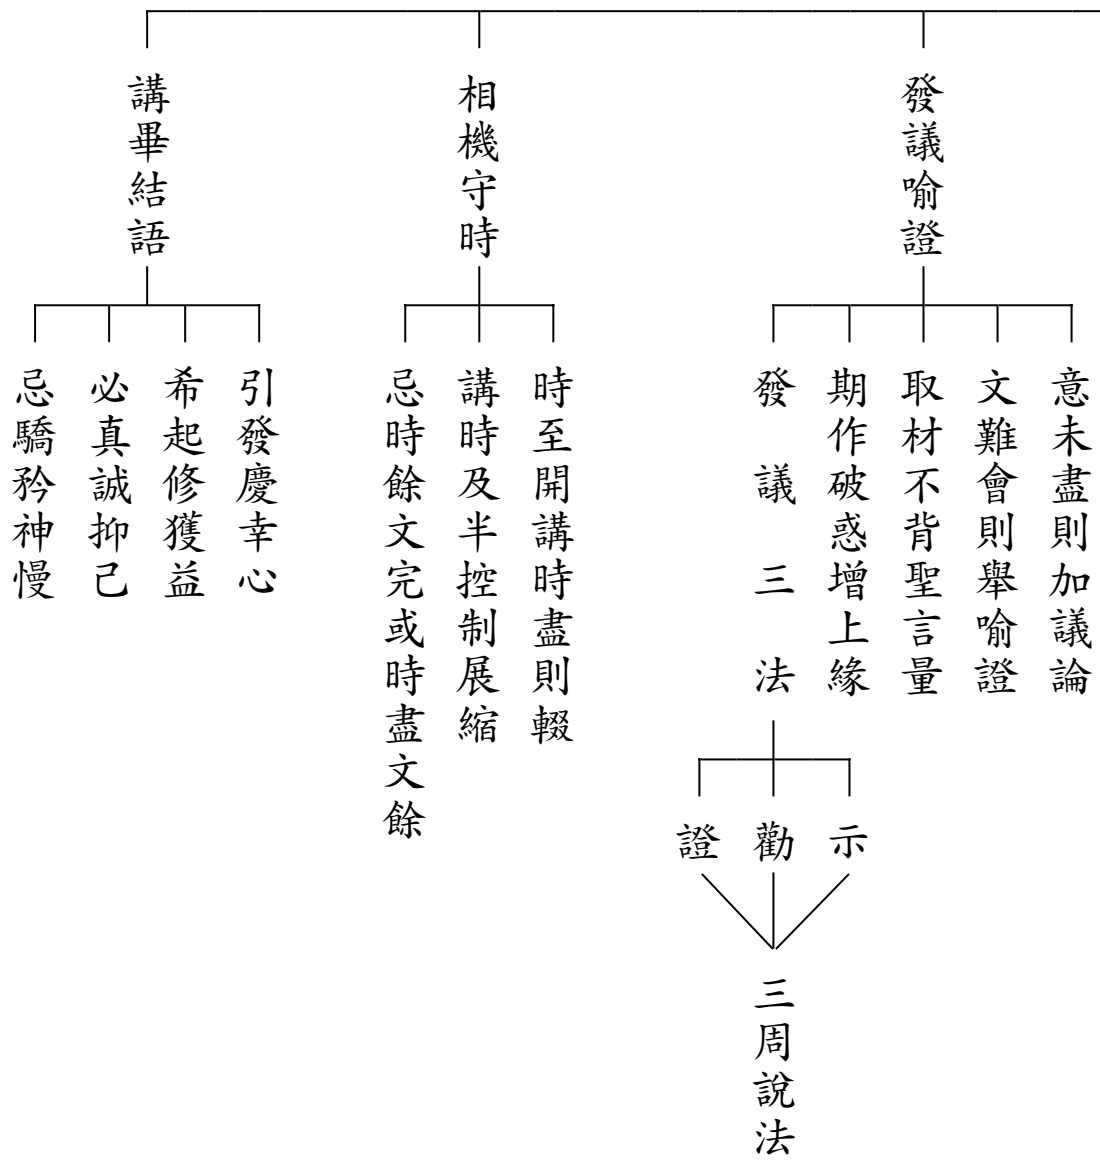 發議喻證
意未盡則加議論
文難會則舉喻證
取材不背聖言量
期作破惑增上緣
發議三法
示
勸
證
三周說法
相機守時
時至開講時盡則輟
講時及半控制展縮
忌時餘文完或時盡文餘
講畢結語
引發慶幸心
希起修獲益
必真誠抑己
忌驕矜神慢